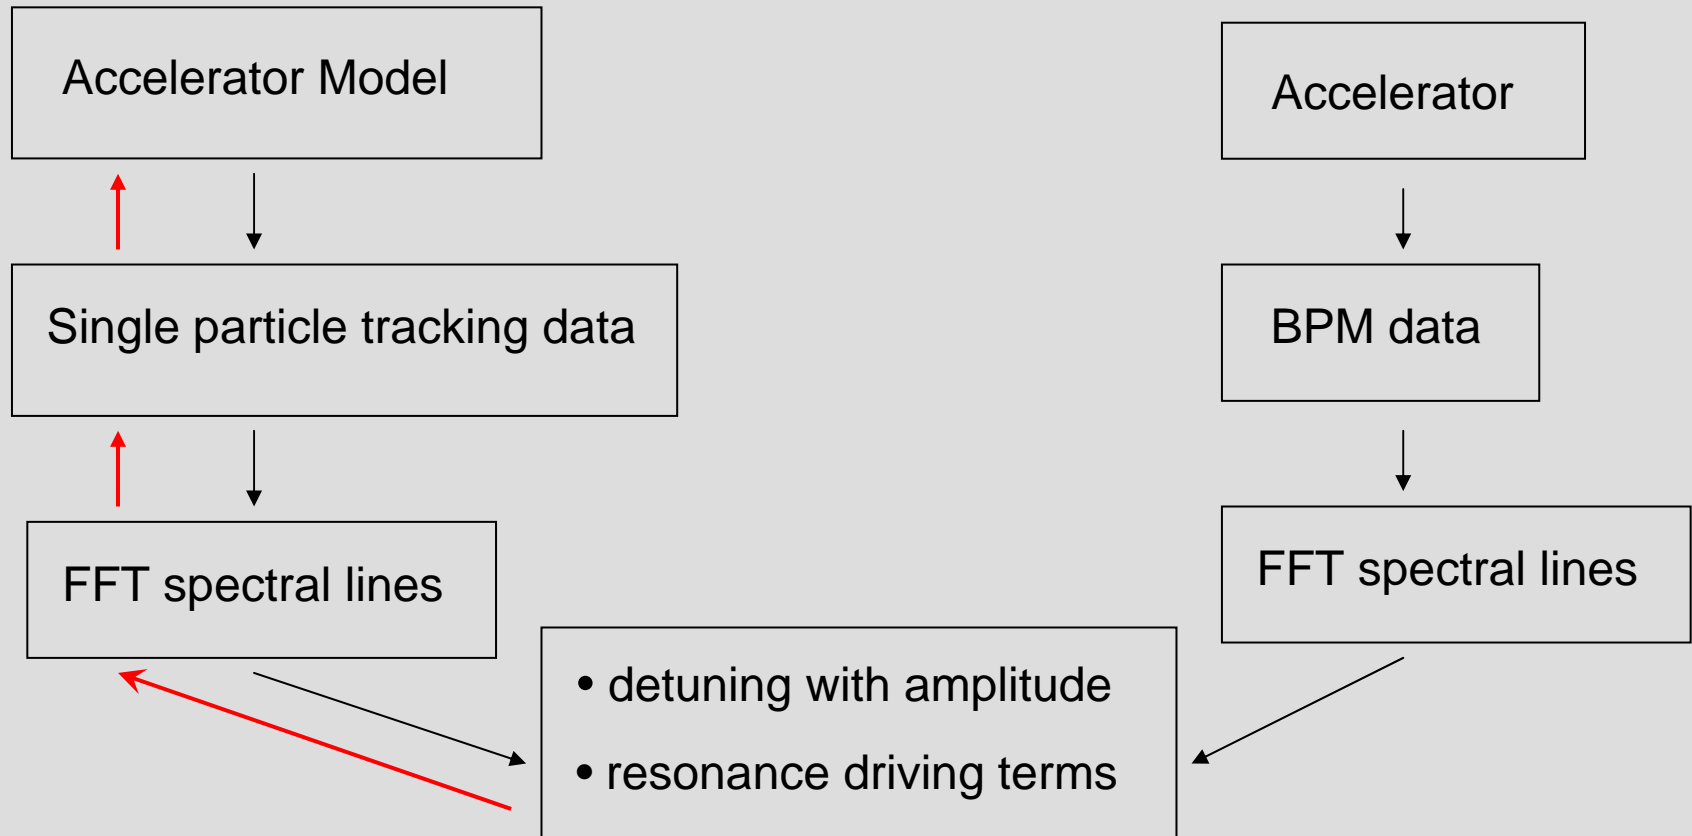 Accelerator Model
Accelerator
Single particle tracking data
BPM data
FFT spectral lines
FFT spectral lines
• detuning with amplitude
• resonance driving terms